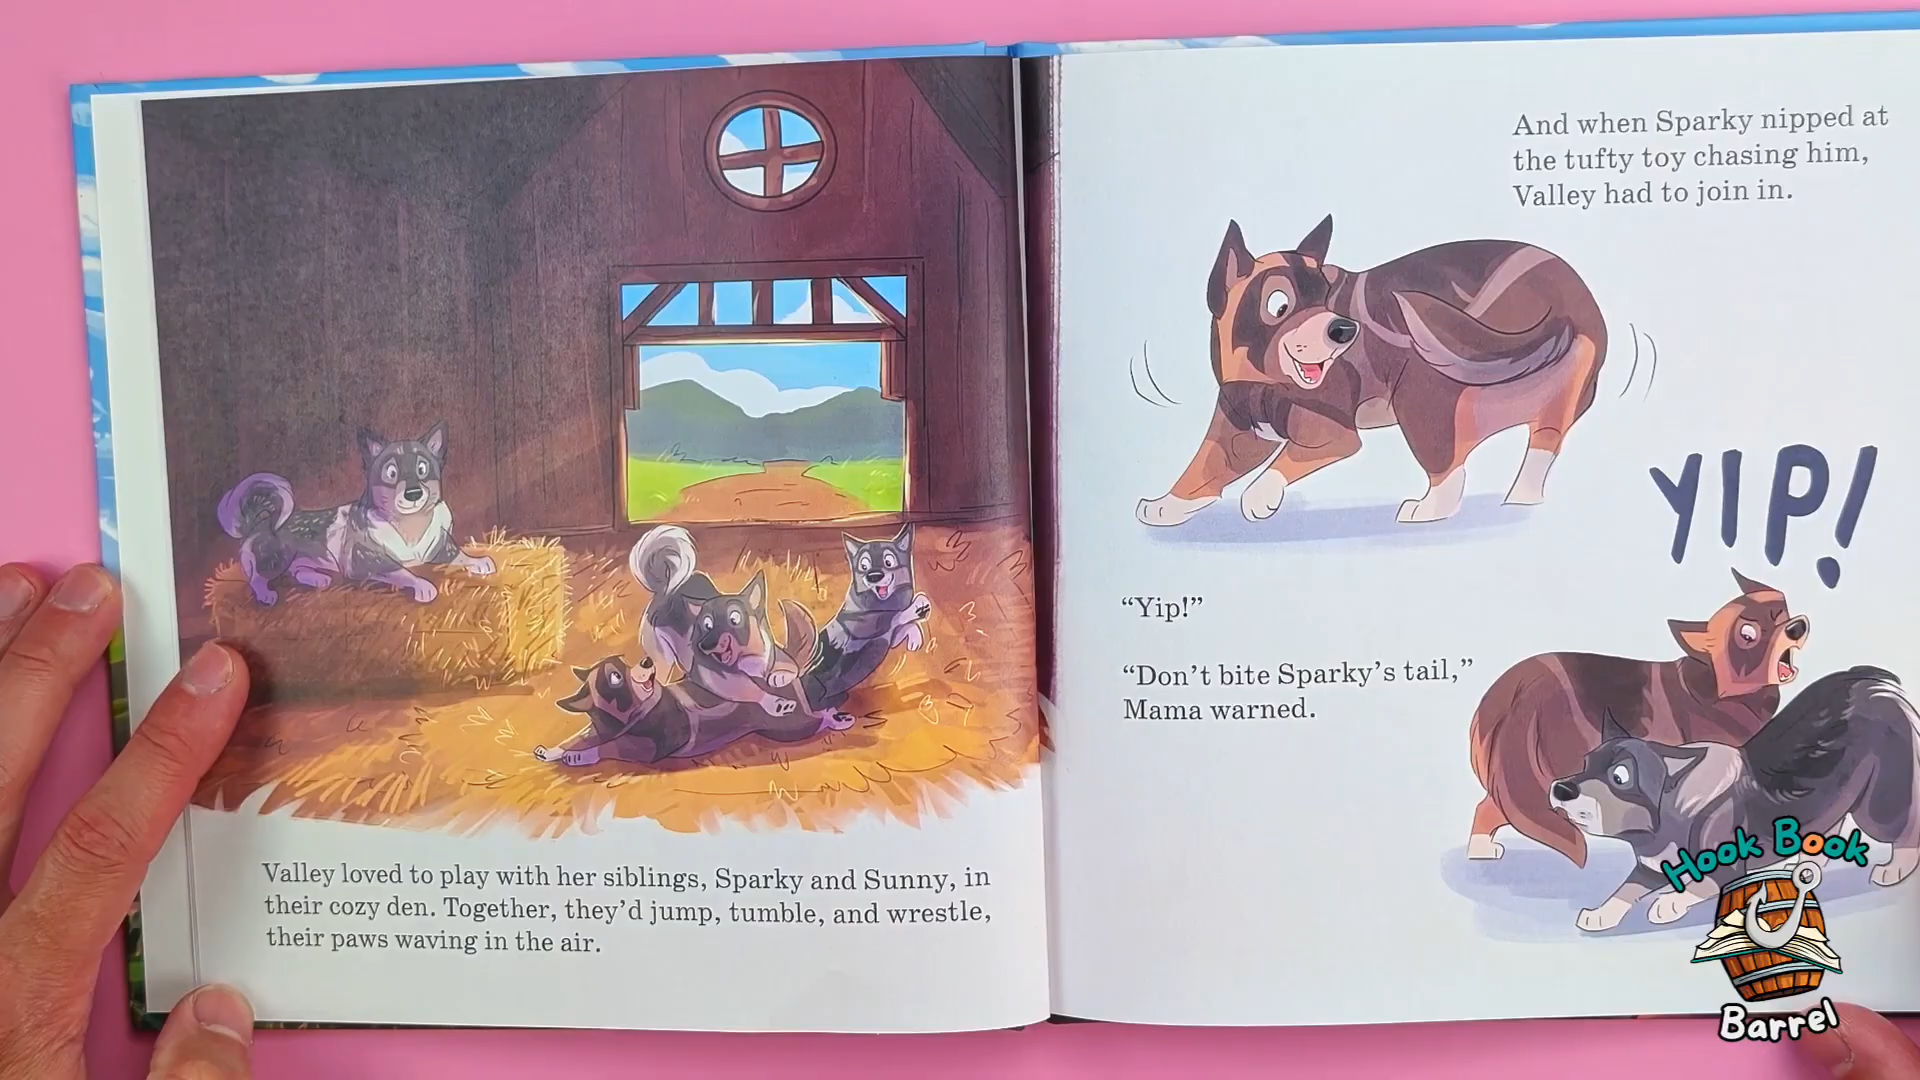 Valley loved to play with her siblings, Sparky and Sunny, in
their cozy den. Together, they'd jump, tumble, and wrestle,
their paws waving in the air.
And when Sparky nipped at
the tufty toy chasing him,
Valley had to join in.
YIP!
“Yip!”
“Don't bite Sparky's tail,”
Mama warned.
Hook Book
Barrel